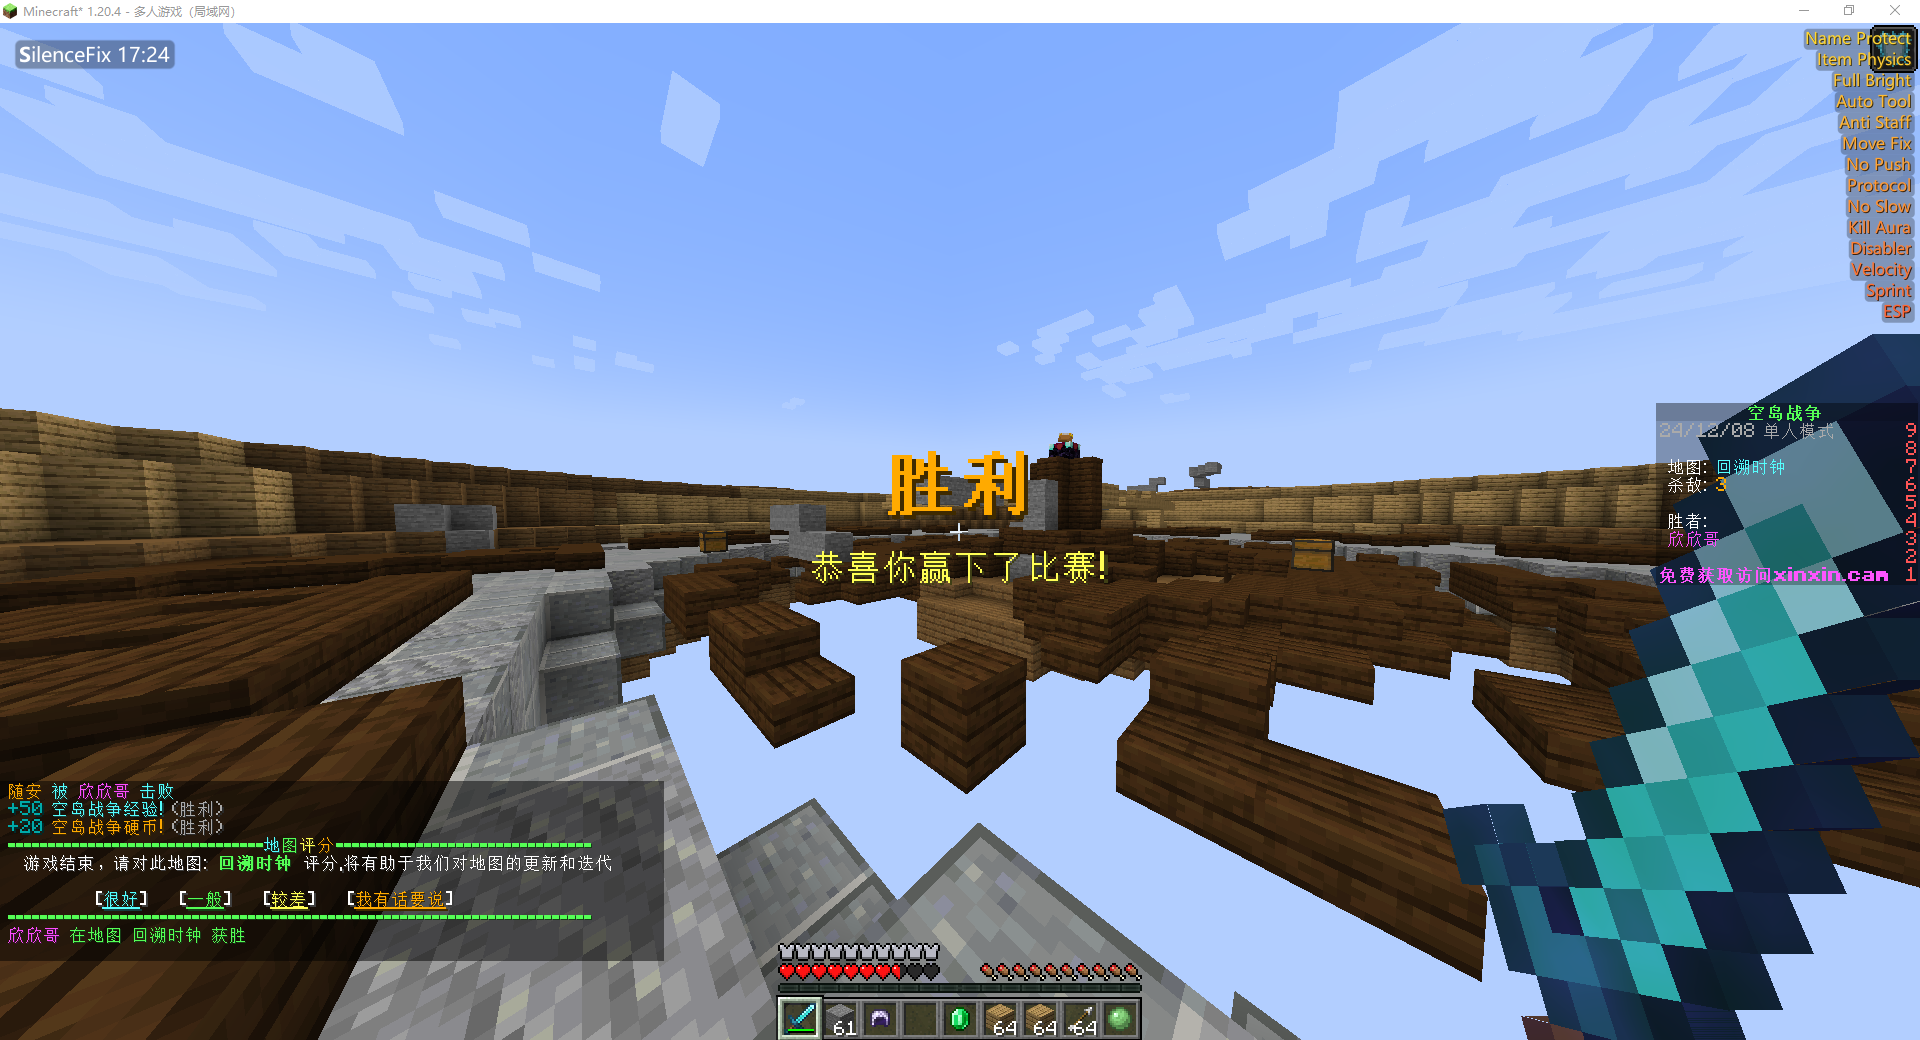 Minecraft* 1.20.4 - 多人游戏（局域网）
SilenceFix 17:24
Name Protect
Item Physics
Full Bright
Auto Tool
Anti Staff
Move Fix
No Push
Protocol
No Slow
Kill Aura
Disabler
Velocity
Sprint
ESP
胜利
恭喜你赢下了比赛!
空岛战争
24/12/08 单人模式 9
8
地图: 回溯时钟 7
杀敌: 3 6
5
胜者: 4
欣欣哥 3
2
免费获取访问xinxin.cam 1
随安 被 欣欣哥 击败
+50 空岛战争经验! (胜利)
+20 空岛战争硬币! (胜利)
地图评分
游戏结束，请对此地图: 回溯时钟 评分,将有助于我们对地图的更新和迭代
[很好] [一般] [较差] [我有话要说]
欣欣哥 在地图 回溯时钟 获胜
61 64 64 64